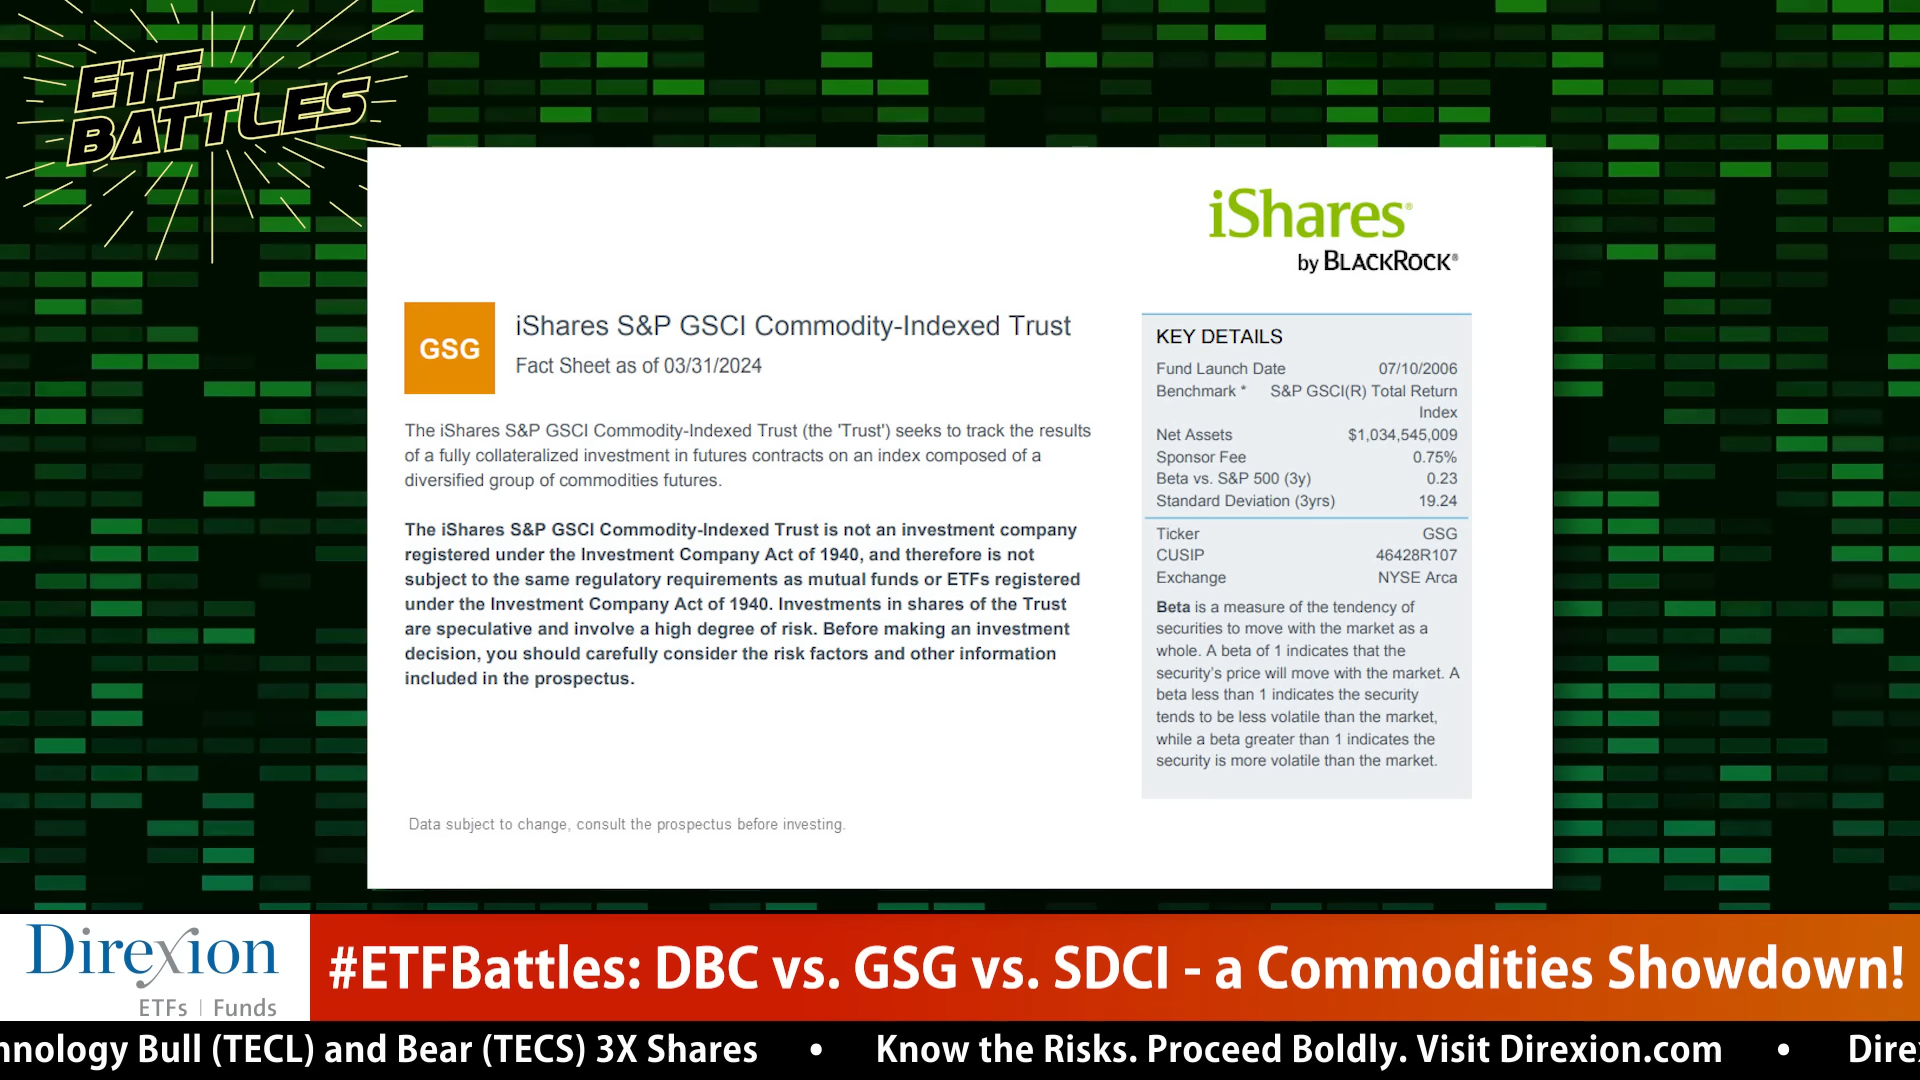 ETF
BATTLES
iShares®
by BLACKROCK®
GSG
iShares S&P GSCI Commodity-Indexed Trust
Fact Sheet as of 03/31/2024
The iShares S&P GSCI Commodity-Indexed Trust (the 'Trust') seeks to track the results
of a fully collateralized investment in futures contracts on an index composed of a
diversified group of commodities futures.
The iShares S&P GSCI Commodity-Indexed Trust is not an investment company
registered under the Investment Company Act of 1940, and therefore is not
subject to the same regulatory requirements as mutual funds or ETFs registered
under the Investment Company Act of 1940. Investments in shares of the Trust
are speculative and involve a high degree of risk. Before making an investment
decision, you should carefully consider the risk factors and other information
included in the prospectus.
Data subject to change, consult the prospectus before investing.
KEY DETAILS
Fund Launch Date 07/10/2006
Benchmark * S&P GSCI(R) Total Return
Index
Net Assets $1,034,545,009
Sponsor Fee 0.75%
Beta vs. S&P 500 (3y) 0.23
Standard Deviation (3yrs) 19.24
Ticker GSG
CUSIP 46428R107
Exchange NYSE Arca
Beta is a measure of the tendency of
securities to move with the market as a
whole. A beta of 1 indicates that the
security's price will move with the market. A
beta less than 1 indicates the security
tends to be less volatile than the market,
while a beta greater than 1 indicates the
security is more volatile than the market.
Direxion
ETFs | Funds
#ETFBattles: DBC vs. GSG vs. SDCI - a Commodities Showdown!
hnology Bull (TECL) and Bear (TECS) 3X Shares • Know the Risks. Proceed Boldly. Visit Direxion.com • Dire